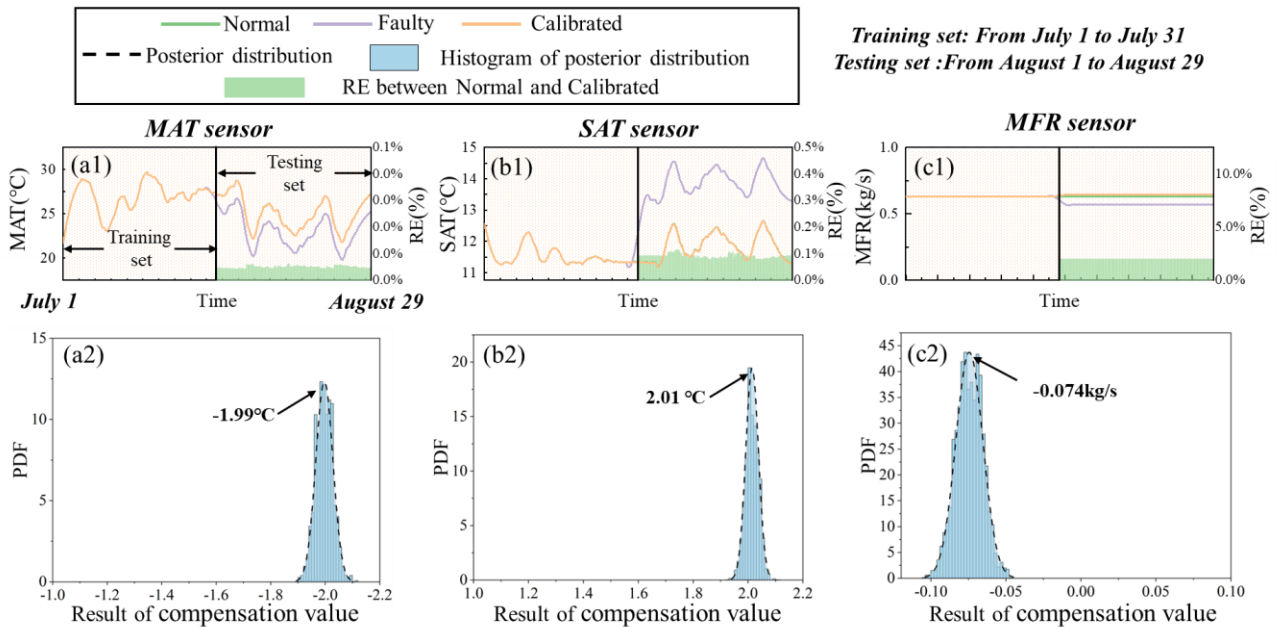 Normal
Faulty
Calibrated
Posterior distribution
Histogram of posterior distribution
RE between Normal and Calibrated
Training set: From July 1 to July 31
Testing set :From August 1 to August 29
MAT sensor
SAT sensor
MFR sensor
(a1)
MAT(°C)
30
25
20
Training
set
Testing
set
0.1%
0.0%
0.0%
0.0%
0.0%
0.0%
RE(%)
July 1
Time
August 29
(b1)
SAT(°C)
15
14
13
12
11
0.5%
0.4%
0.3%
0.2%
0.1%
0.0%
RE(%)
Time
(c1)
MFR(kg/s)
1.0
0.5
0.0
10.0%
5.0%
0.0%
RE(%)
Time
(a2)
PDF
15
10
5
0
-1.99°C
-1.0
-1.2
-1.4
-1.6
-1.8
-2.0
-2.2
Result of compensation value
(b2)
PDF
20
15
10
5
0
2.01 °C
1.0
1.2
1.4
1.6
1.8
2.0
2.2
Result of compensation value
(c2)
PDF
45
40
35
30
25
20
15
10
5
0
-0.074kg/s
-0.10
-0.05
0.00
0.05
0.10
Result of compensation value